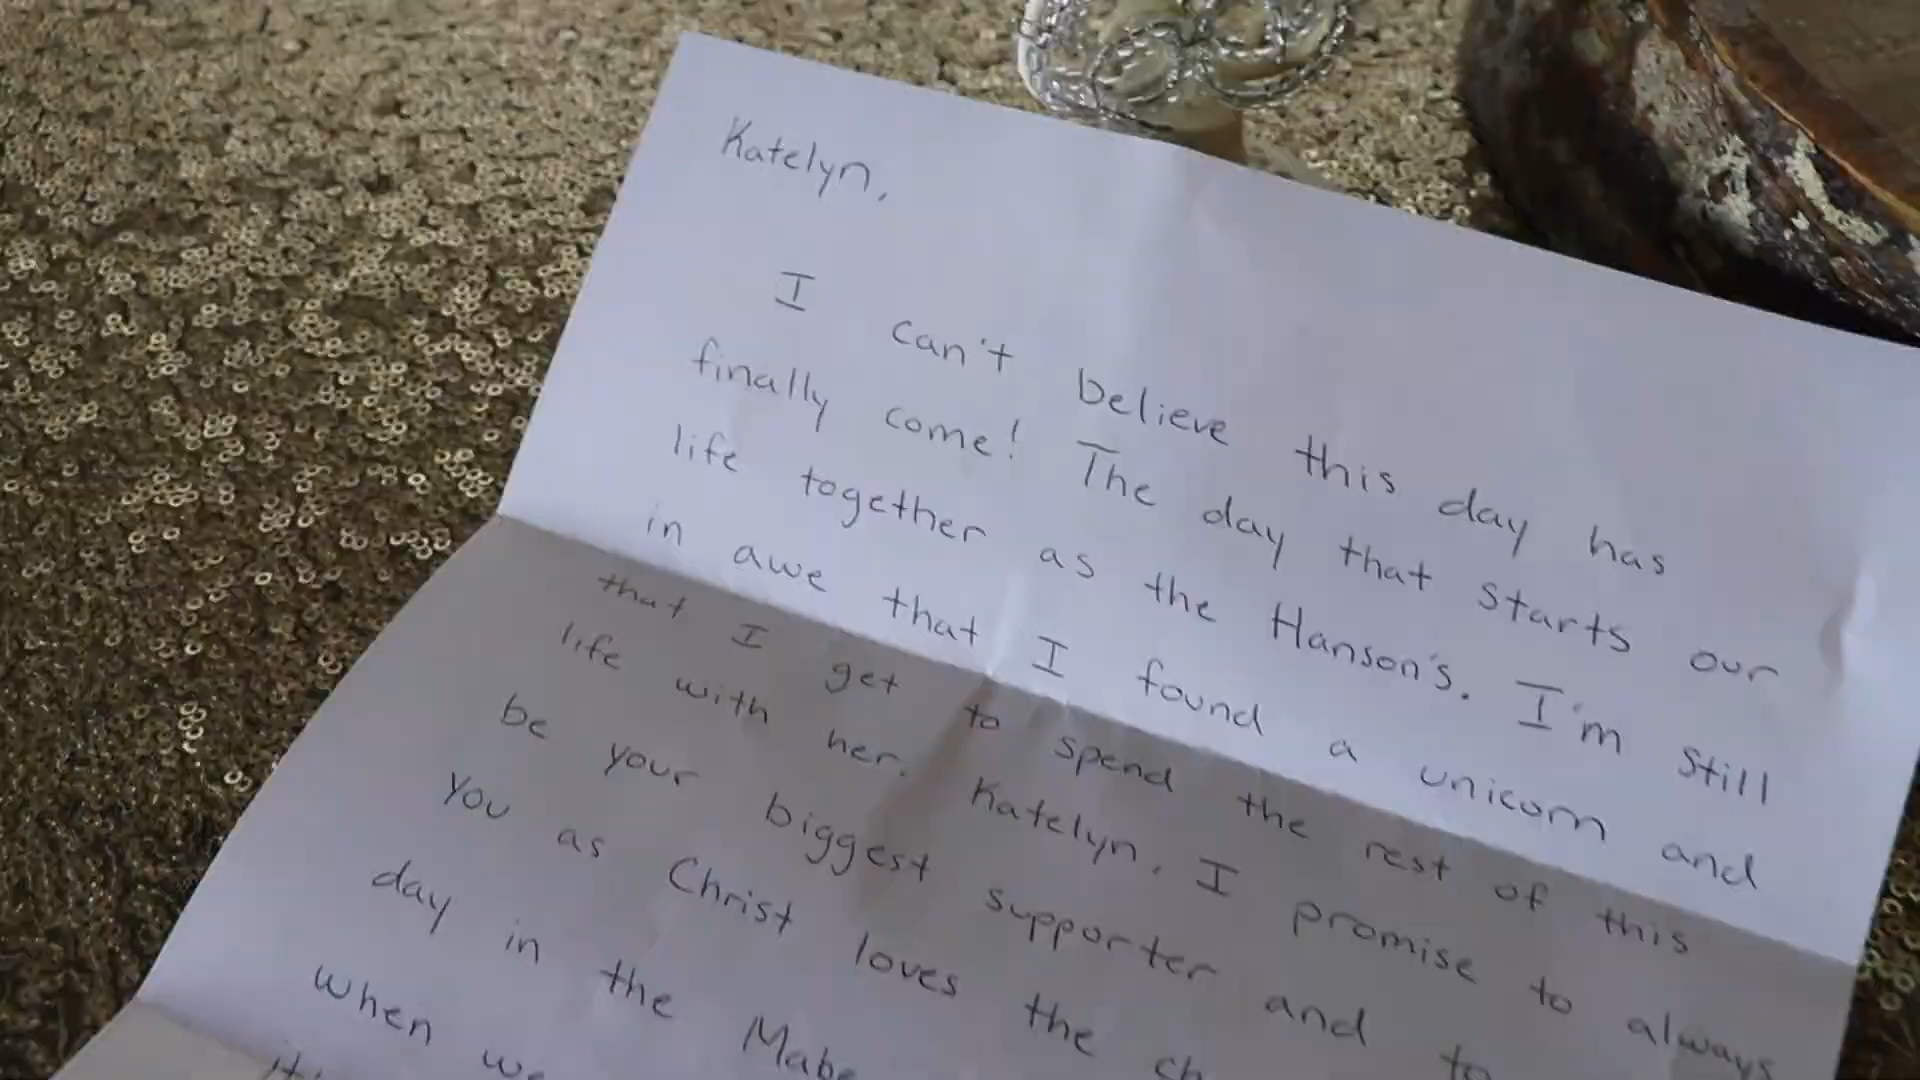 Katelyn,
I can't believe this day has
finally come! The day that starts our
life together as the Hanson's. I'm still
in awe that I found a unicorn and
that I get to spend the rest of this
life with her. Katelyn, I promise to always
be your biggest supporter and to
you as Christ loves the
day in the
when